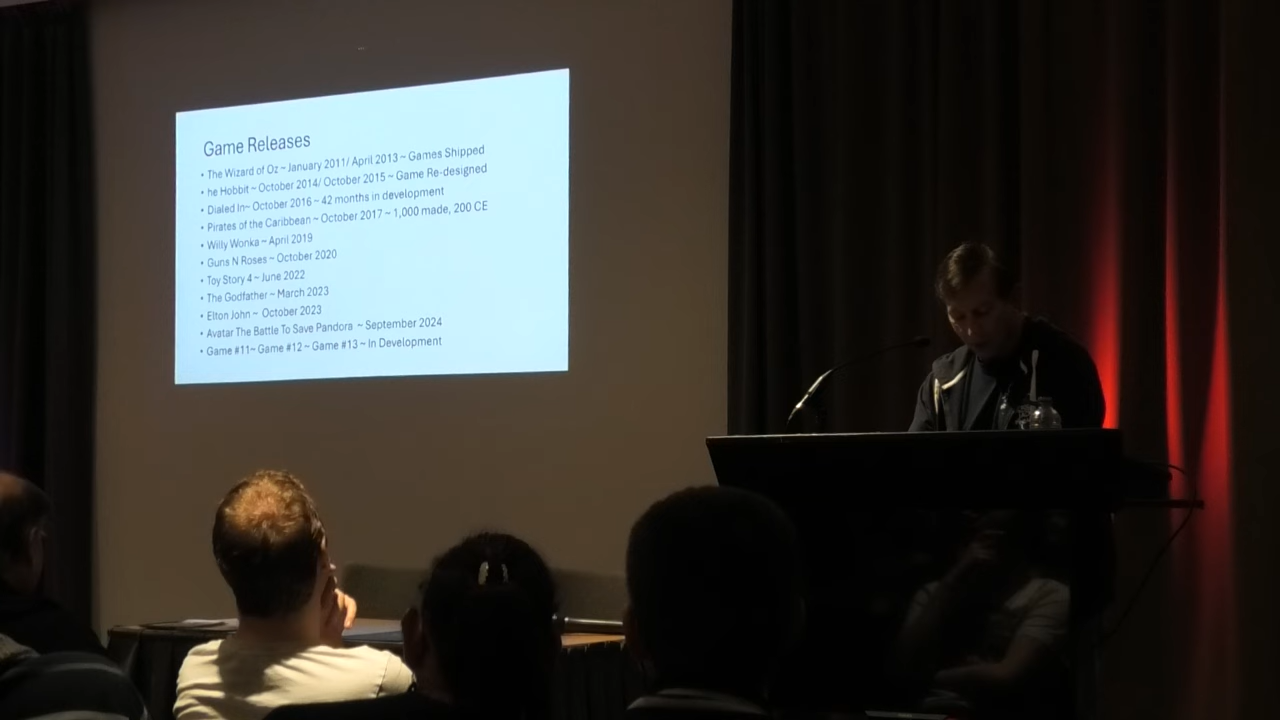 Game Releases
• The Wizard of Oz ~ January 2011/ April 2013 ~ Games Shipped
• he Hobbit ~ October 2014/ October 2015 ~ Game Re-designed
• Dialed In~ October 2016 ~ 42 months in development
• Pirates of the Caribbean ~ October 2017 ~ 1,000 made, 200 CE
• Willy Wonka ~ April 2019
• Guns N Roses ~ October 2020
• Toy Story 4 ~ June 2022
• The Godfather ~ March 2023
• Elton John ~ October 2023
• Avatar The Battle To Save Pandora ~ September 2024
• Game #11~ Game #12 ~ Game #13 ~ In Development